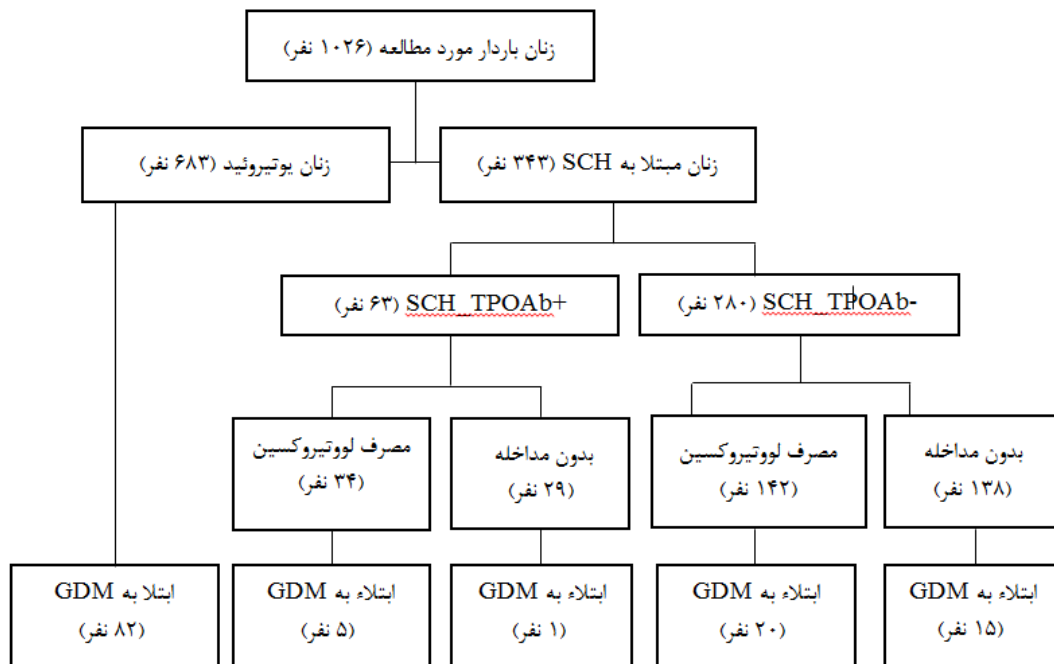 زنان باردار مورد مطالعه (۱۰۲۶ نفر)
زنان مبتلا به SCH (۳۴۳ نفر)
زنان یوتیروئید (۶۸۳ نفر)
SCH_TPOAb- (۲۸۰ نفر)
SCH_TPOAb+ (۶۳ نفر)
بدون مداخله
(۱۳۸ نفر)
مصرف لووتیروکسین
(۱۴۲ نفر)
بدون مداخله
(۲۹ نفر)
مصرف لووتیروکسین
(۳۴ نفر)
ابتلاء به GDM
(۱۵ نفر)
ابتلاء به GDM
(۲۰ نفر)
ابتلاء به GDM
(۱ نفر)
ابتلاء به GDM
(۵ نفر)
ابتلا به GDM
(۸۲ نفر)